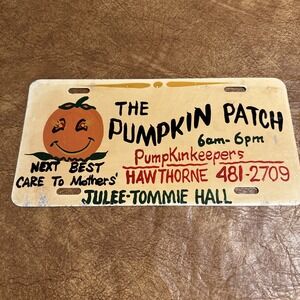 THE
PUMPKIN PATCH
6am-6pm
PumpKinkeepers
HAWTHORNE 481-2709
NEXT BEST
CARE To Mothers'
JULEE-TOMMIE HALL